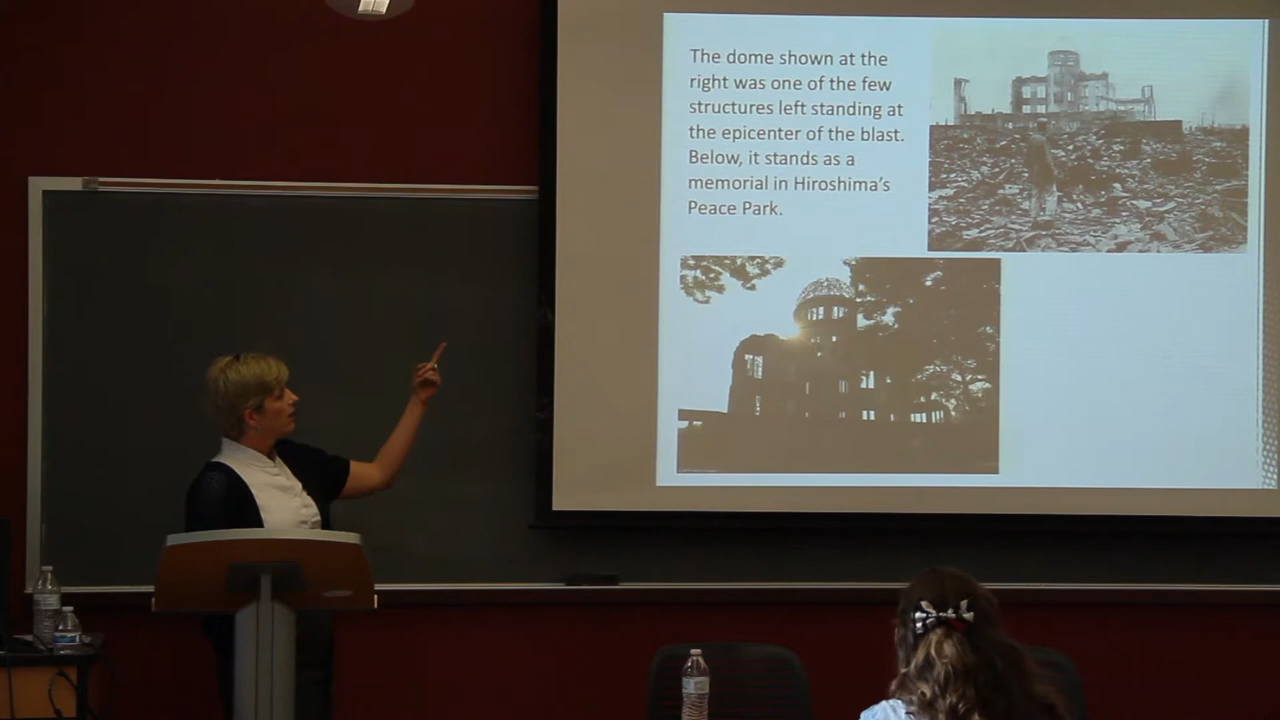 The dome shown at the
right was one of the few
structures left standing at
the epicenter of the blast.
Below, it stands as a
memorial in Hiroshima’s
Peace Park.